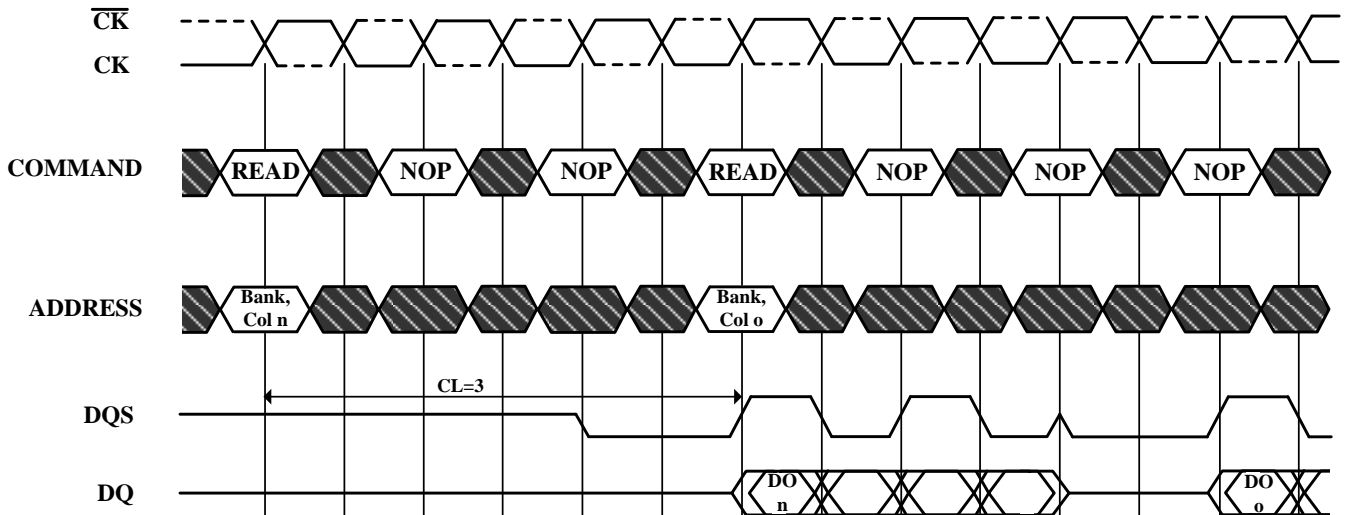 CK
CK
COMMAND
READ NOP NOP READ NOP NOP NOP
ADDRESS
Bank,
Col n
Bank,
Col o
CL=3
DQS
DQ
DO
n
DO
o